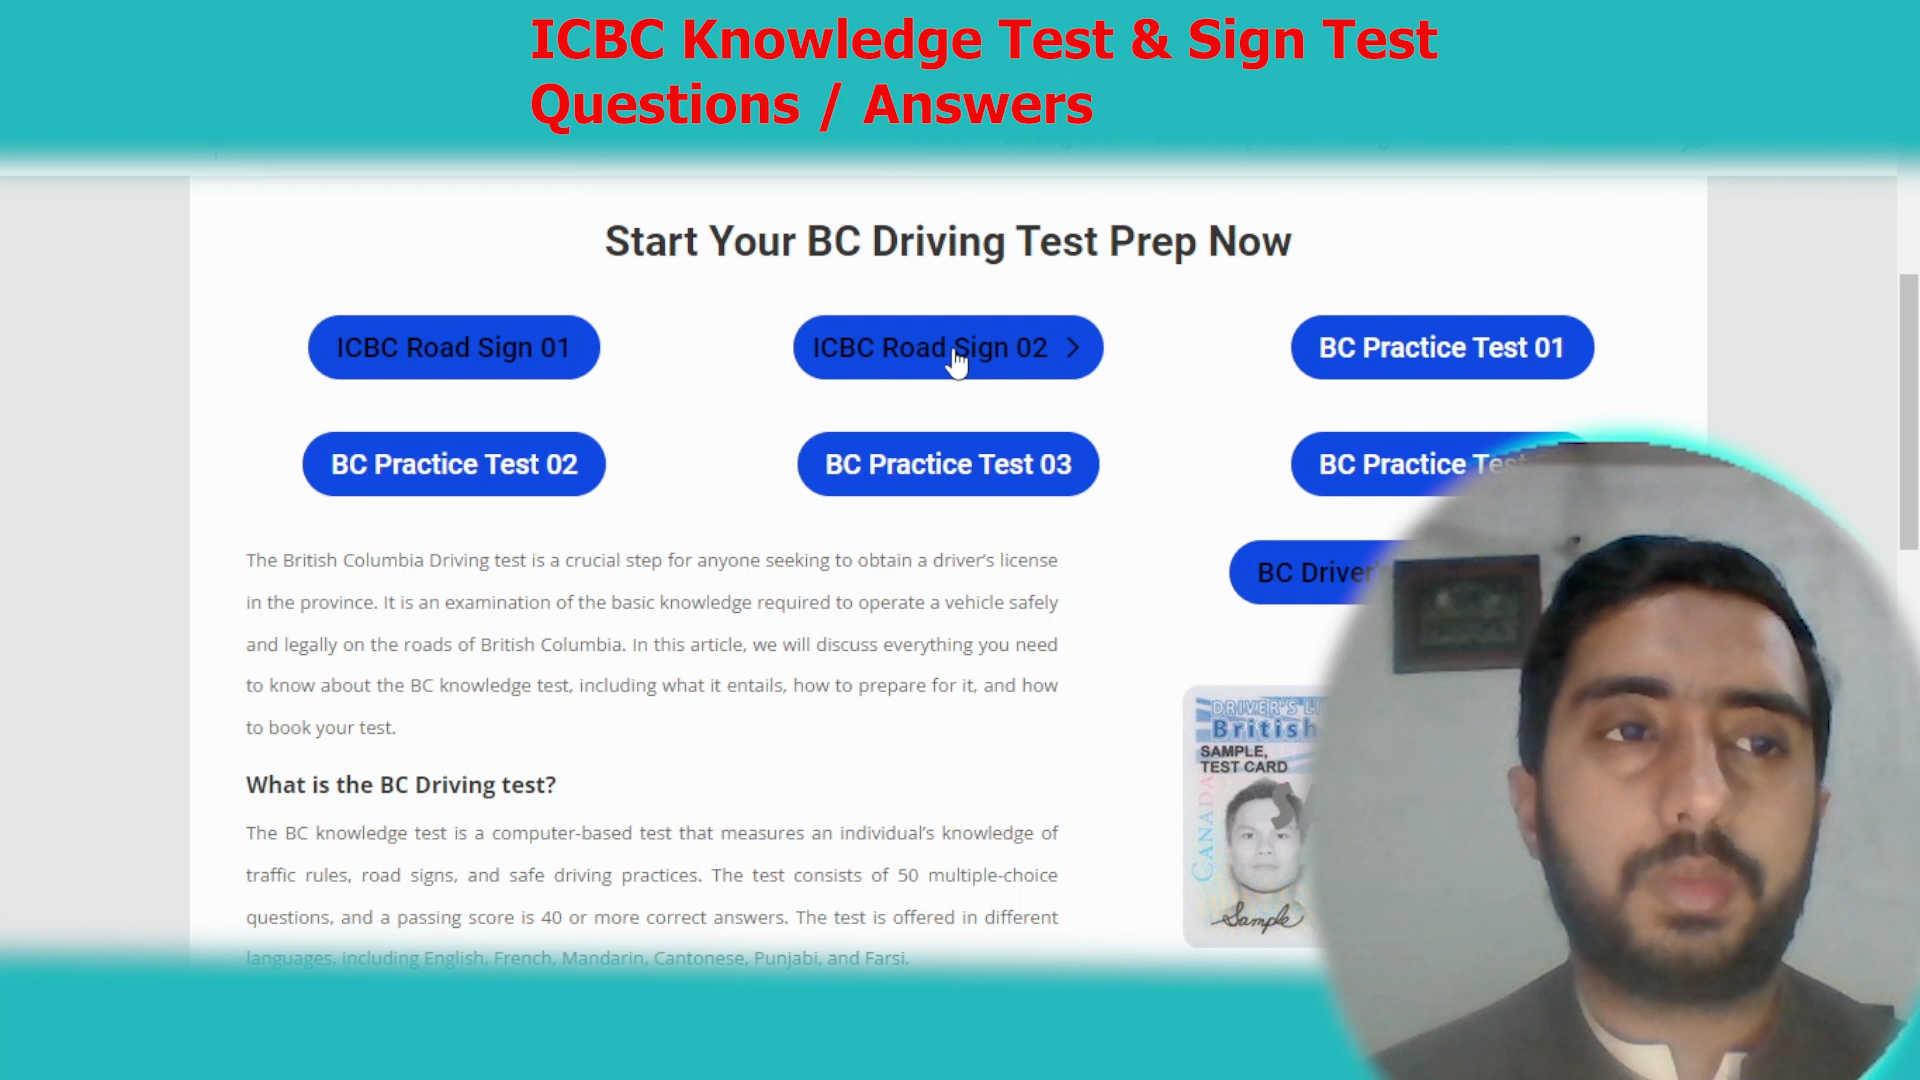 ICBC Knowledge Test & Sign Test
Questions / Answers
Start Your BC Driving Test Prep Now
ICBC Road Sign 01
ICBC Road Sign 02
BC Practice Test 01
BC Practice Test 02
BC Practice Test 03
BC Practice
BC Driver's
The British Columbia Driving test is a crucial step for anyone seeking to obtain a driver's license
in the province. It is an examination of the basic knowledge required to operate a vehicle safely
and legally on the roads of British Columbia. In this article, we will discuss everything you need
to know about the BC knowledge test, including what it entails, how to prepare for it, and how
to book your test.
What is the BC Driving test?
The BC knowledge test is a computer-based test that measures an individual's knowledge of
traffic rules, road signs, and safe driving practices. The test consists of 50 multiple-choice
questions, and a passing score is 40 or more correct answers. The test is offered in different
languages, including English, French, Mandarin, Cantonese, Punjabi, and Farsi.
DRIVER'S
British
SAMPLE,
TEST CARD
CANADA
Sample